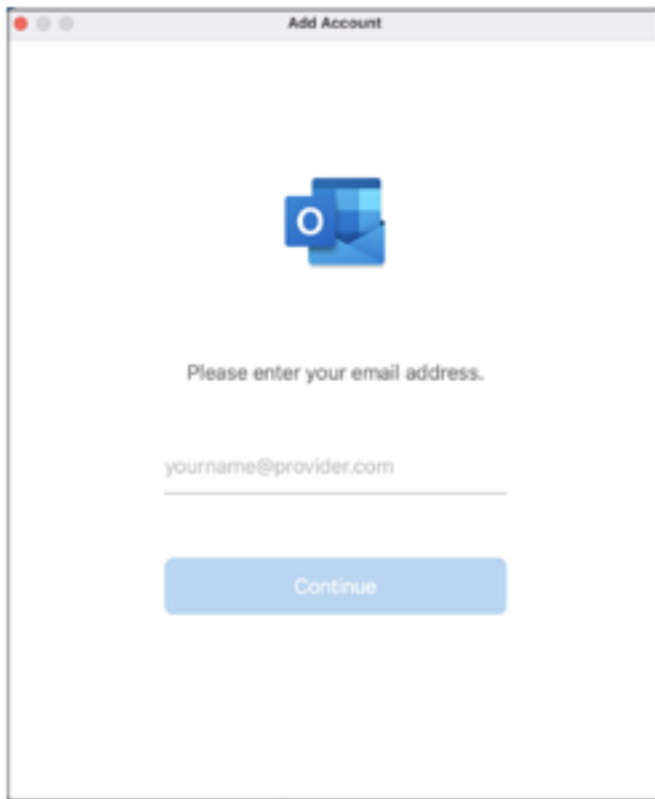 Add Account
O
Please enter your email address.
yourname@provider.com
Continue